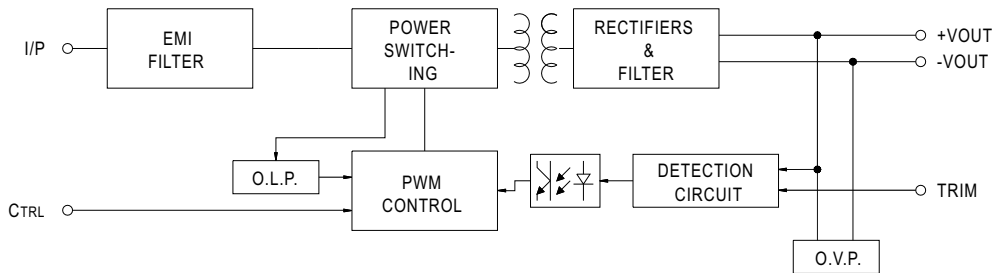 I/P
EMI
FILTER
POWER
SWITCH-
ING
RECTIFIERS
&
FILTER
+VOUT
-VOUT
O.L.P.
PWM
CONTROL
DETECTION
CIRCUIT
TRIM
CTRL
O.V.P.